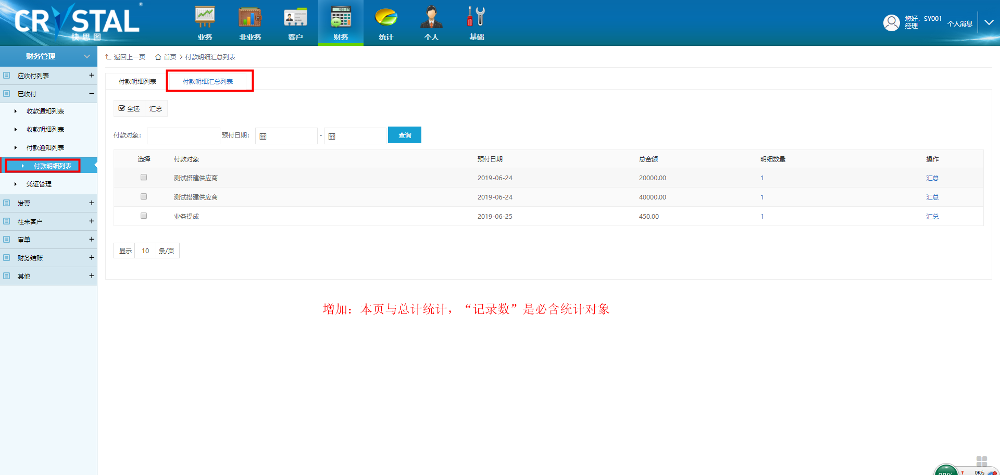 CRYSTAL®
快思图
业务
非业务
客户
财务
统计
个人
基础
您好，SY001
经理
个人消息
财务管理
应收付列表 +
已收付 −
收款通知列表
收款明细列表
付款通知列表
付款明细列表
凭证管理
发票 +
往来客户 +
审单 +
财务结账 +
其他 +
返回上一页 首页 > 付款明细汇总列表
付款明细列表 付款明细汇总列表
全选 汇总
付款对象： 预付日期： - 查询
选择 付款对象 预付日期 总金额 明细数量 操作
测试搭建供应商 2019-06-24 20000.00 1 汇总
测试搭建供应商 2019-06-24 40000.00 1 汇总
业务提成 2019-06-25 450.00 1 汇总
显示 10 条/页
增加：本页与总计统计，“记录数”是必含统计对象
0K/s